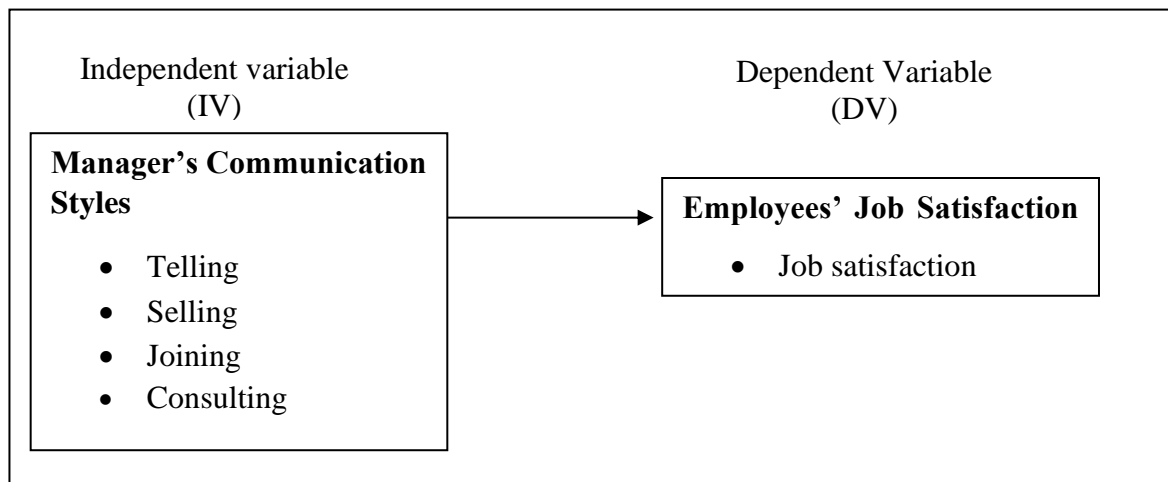 Independent variable
(IV)
Manager’s Communication
Styles
• Telling
• Selling
• Joining
• Consulting
Dependent Variable
(DV)
Employees’ Job Satisfaction
• Job satisfaction